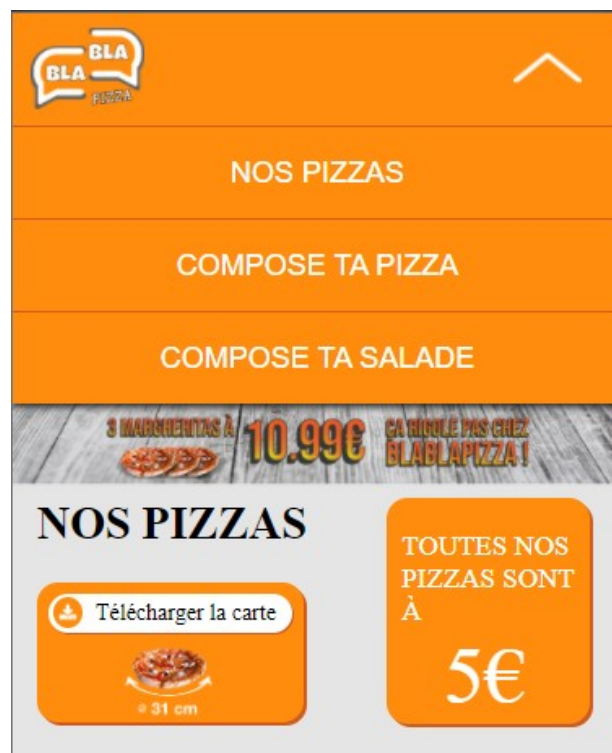 BLA
BLA
PIZZA
NOS PIZZAS
COMPOSE TA PIZZA
COMPOSE TA SALADE
3 MARGHERITAS À
10.99€
ÇA RIGOLE PAS CHEZ
BLABLAPIZZA !
NOS PIZZAS
Télécharger la carte
ø 31 cm
TOUTES NOS
PIZZAS SONT
À
5€